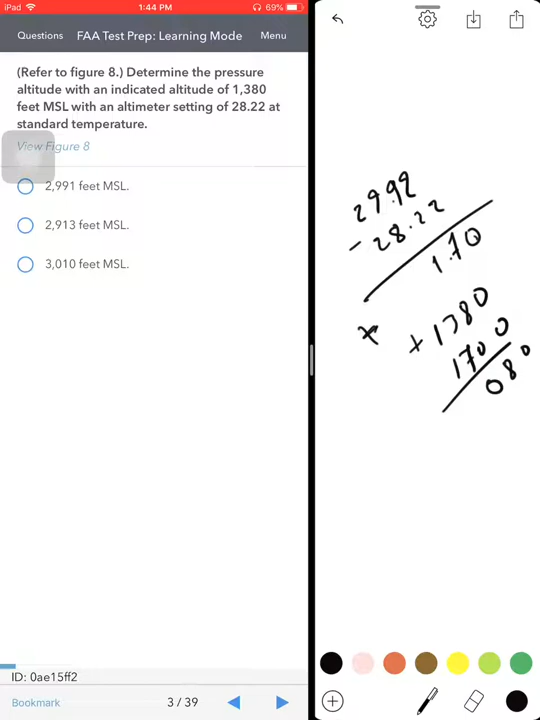 iPad 1:44 PM 69%
Questions FAA Test Prep: Learning Mode Menu
(Refer to figure 8.) Determine the pressure
altitude with an indicated altitude of 1,380
feet MSL with an altimeter setting of 28.22 at
standard temperature.
View Figure 8
2,991 feet MSL.
2,913 feet MSL.
3,010 feet MSL.
ID: 0ae15ff2
Bookmark 3 / 39
29.92
- 28.22
1.70
+ 1380
1700
080